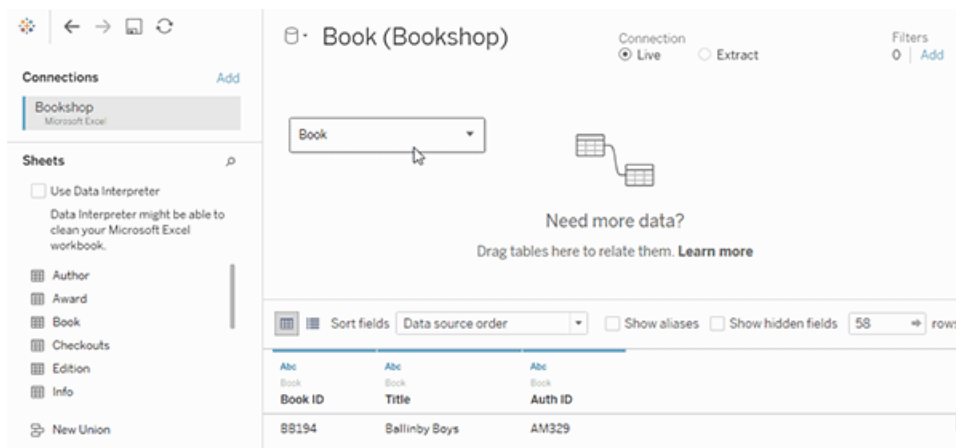 Book (Bookshop)
Connection
Live
Extract
Filters
0 | Add
Connections
Add
Bookshop
Microsoft Excel
Sheets
Use Data Interpreter
Data Interpreter might be able to
clean your Microsoft Excel
workbook.
Author
Award
Book
Checkouts
Edition
Info
New Union
Book
Need more data?
Drag tables here to relate them. Learn more
Sort fields
Data source order
Show aliases
Show hidden fields
58
rows
Abc
Book
Book ID
Abc
Book
Title
Abc
Book
Auth ID
BB194
Ballinby Boys
AM329